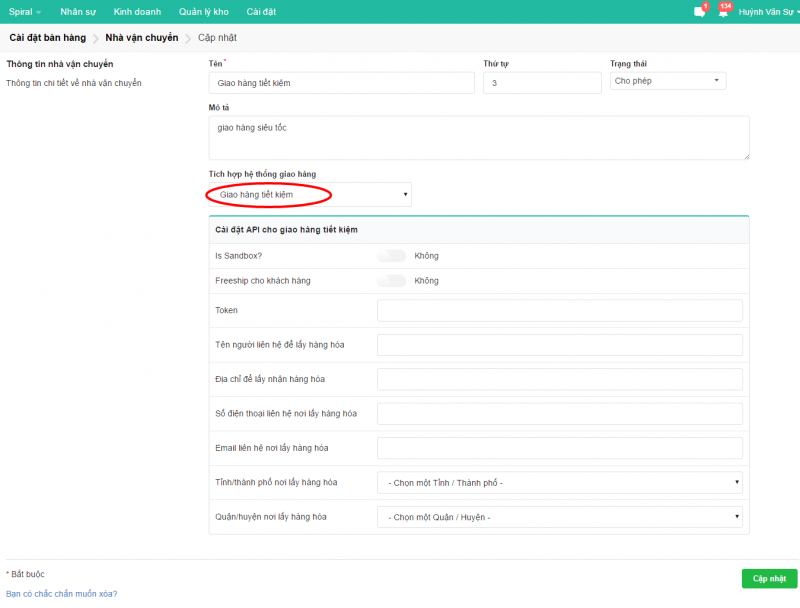 Spiral Nhân sự Kinh doanh Quản lý kho Cài đặt 1 134 Huỳnh Văn Sự
Cài đặt bán hàng Nhà vận chuyển Cập nhật
Thông tin nhà vận chuyển
Thông tin chi tiết về nhà vận chuyển
Tên * Thứ tự Trạng thái
Giao hàng tiết kiệm 3 Cho phép
Mô tả
giao hàng siêu tốc
Tích hợp hệ thống giao hàng
Giao hàng tiết kiệm
Cài đặt API cho giao hàng tiết kiệm
Is Sandbox? Không
Freeship cho khách hàng Không
Token
Tên người liên hệ để lấy hàng hóa
Địa chỉ để lấy nhận hàng hóa
Số điện thoại liên hệ nơi lấy hàng hóa
Email liên hệ nơi lấy hàng hóa
Tỉnh/thành phố nơi lấy hàng hóa - Chọn một Tỉnh / Thành phố -
Quận/huyện nơi lấy hàng hóa - Chọn một Quận / Huyện -
* Bắt buộc
Cập nhật
Bạn có chắc chắn muốn xóa?